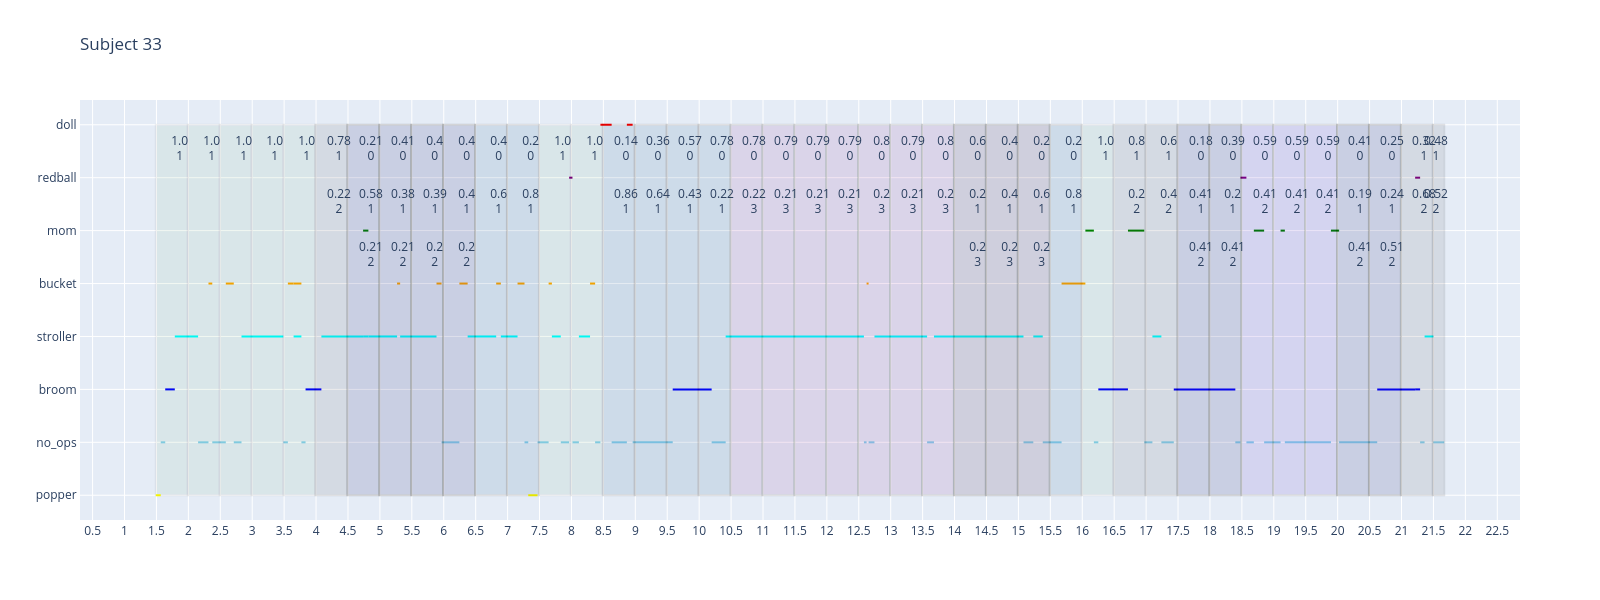 Subject 33
doll
1.0 1.0 1.0 1.0 1.0 0.78 0.21 0.41 0.4 0.4 0.4 0.2 1.0 1.0 0.14 0.36 0.57 0.78 0.78 0.79 0.79 0.79 0.8 0.79 0.8 0.6 0.4 0.2 0.2 1.0 0.8 0.6 0.18 0.39 0.59 0.59 0.59 0.41 0.25 0.32 0.48
1 1 1 1 1 1 0 0 0 0 0 0 1 1 0 0 0 0 0 0 0 0 0 0 0 0 0 0 0 1 1 1 0 0 0 0 0 0 0 1 1
redball
0.22 0.58 0.38 0.39 0.4 0.6 0.8 0.86 0.64 0.43 0.22 0.22 0.21 0.21 0.21 0.2 0.21 0.2 0.2 0.4 0.6 0.8 0.2 0.4 0.41 0.2 0.41 0.41 0.41 0.19 0.24 0.68 0.52
2 1 1 1 1 1 1 1 1 1 1 3 3 3 3 3 3 3 1 1 1 1 2 2 1 1 2 2 2 1 1 2 2
mom
0.21 0.21 0.2 0.2 0.2 0.2 0.2 0.41 0.41 0.41 0.51
2 2 2 2 3 3 3 2 2 2 2
bucket
stroller
broom
no_ops
popper
0.5 1 1.5 2 2.5 3 3.5 4 4.5 5 5.5 6 6.5 7 7.5 8 8.5 9 9.5 10 10.5 11 11.5 12 12.5 13 13.5 14 14.5 15 15.5 16 16.5 17 17.5 18 18.5 19 19.5 20 20.5 21 21.5 22 22.5